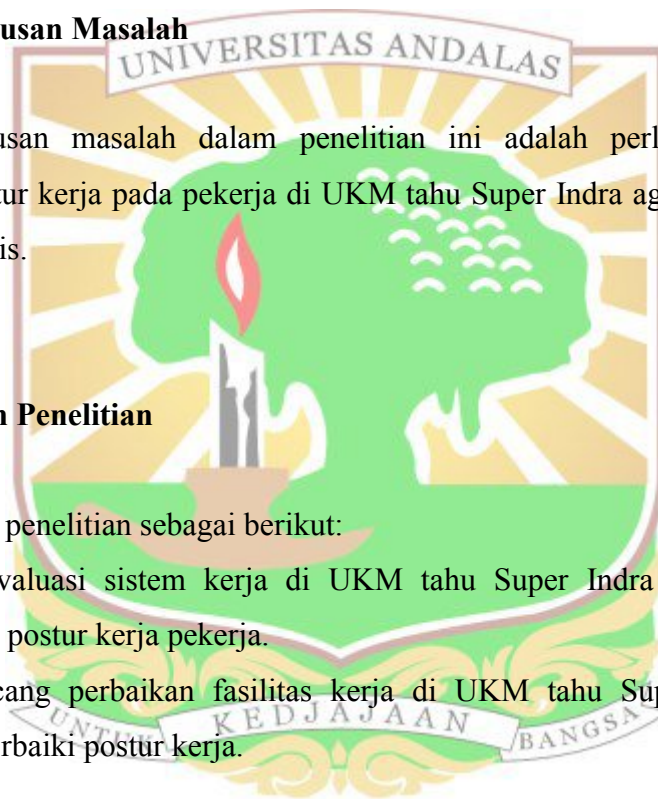 usan Masalah
UNIVERSITAS ANDALAS
usan masalah dalam penelitian ini adalah perl
tur kerja pada pekerja di UKM tahu Super Indra ag
is.
n Penelitian
penelitian sebagai berikut:
valuasi sistem kerja di UKM tahu Super Indra
postur kerja pekerja.
cang perbaikan fasilitas kerja di UKM tahu Sup
erbaiki postur kerja.
UNTUK KEDJAJAAN BANGSA